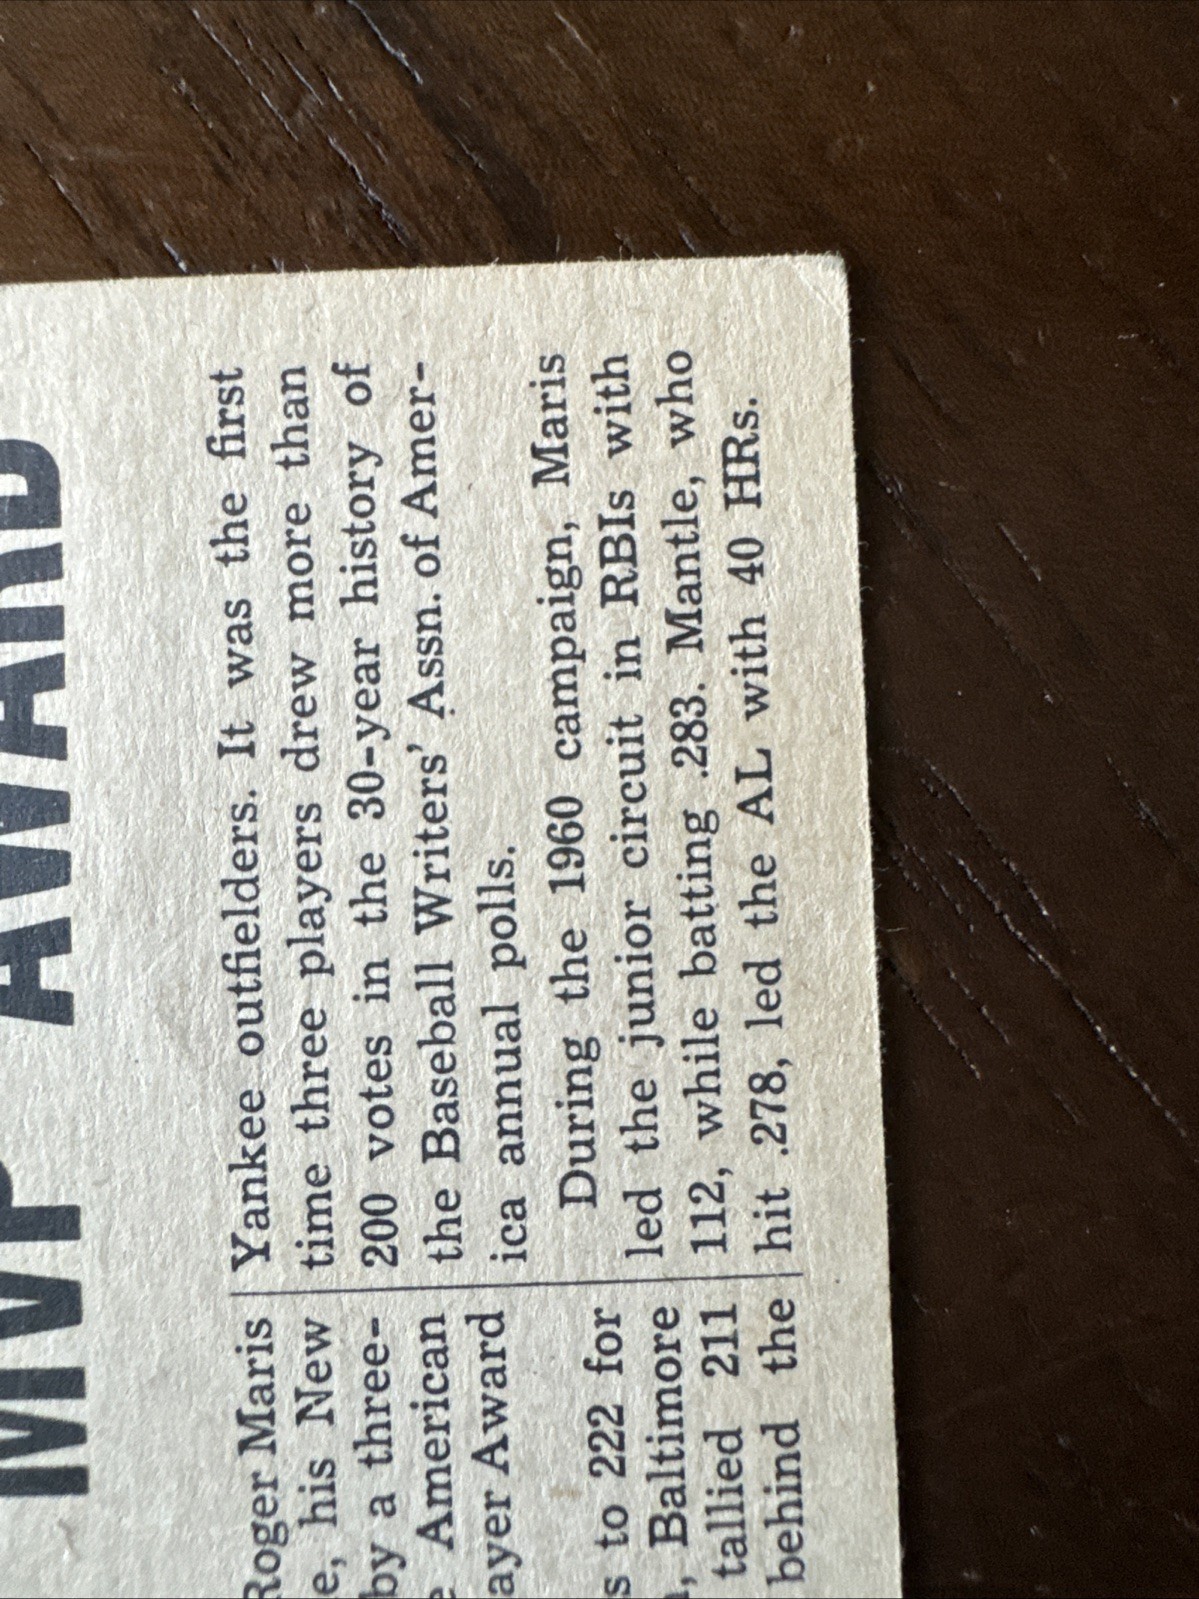 MVP AWARD
Roger Maris
, his New
by a three-
American
Award
to 222 for
Baltimore
tallied 211
behind the
Yankee outfielders. It was the first
time three players drew more than
200 votes in the 30-year history of
the Baseball Writers' Assn. of Amer-
ica annual polls.
During the 1960 campaign, Maris
led the junior circuit in RBIs with
112, while batting .283. Mantle, who
hit .278, led the AL with 40 HRs.